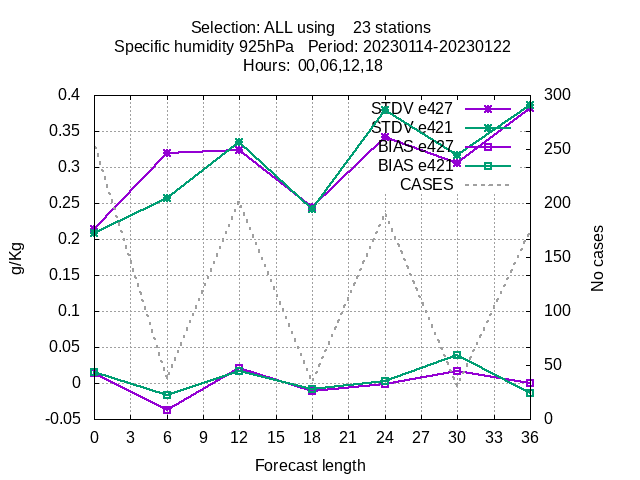 Selection: ALL using    23 stations
Specific humidity 925hPa   Period: 20230114-20230122
Hours: 00,06,12,18
0.4
0.35
0.3
0.25
0.2
0.15
0.1
0.05
0
-0.05
g/Kg
STDV e427
STDV e421
BIAS e427
BIAS e421
CASES
300
250
200
150
100
50
0
No cases
0 3 6 9 12 15 18 21 24 27 30 33 36
Forecast length